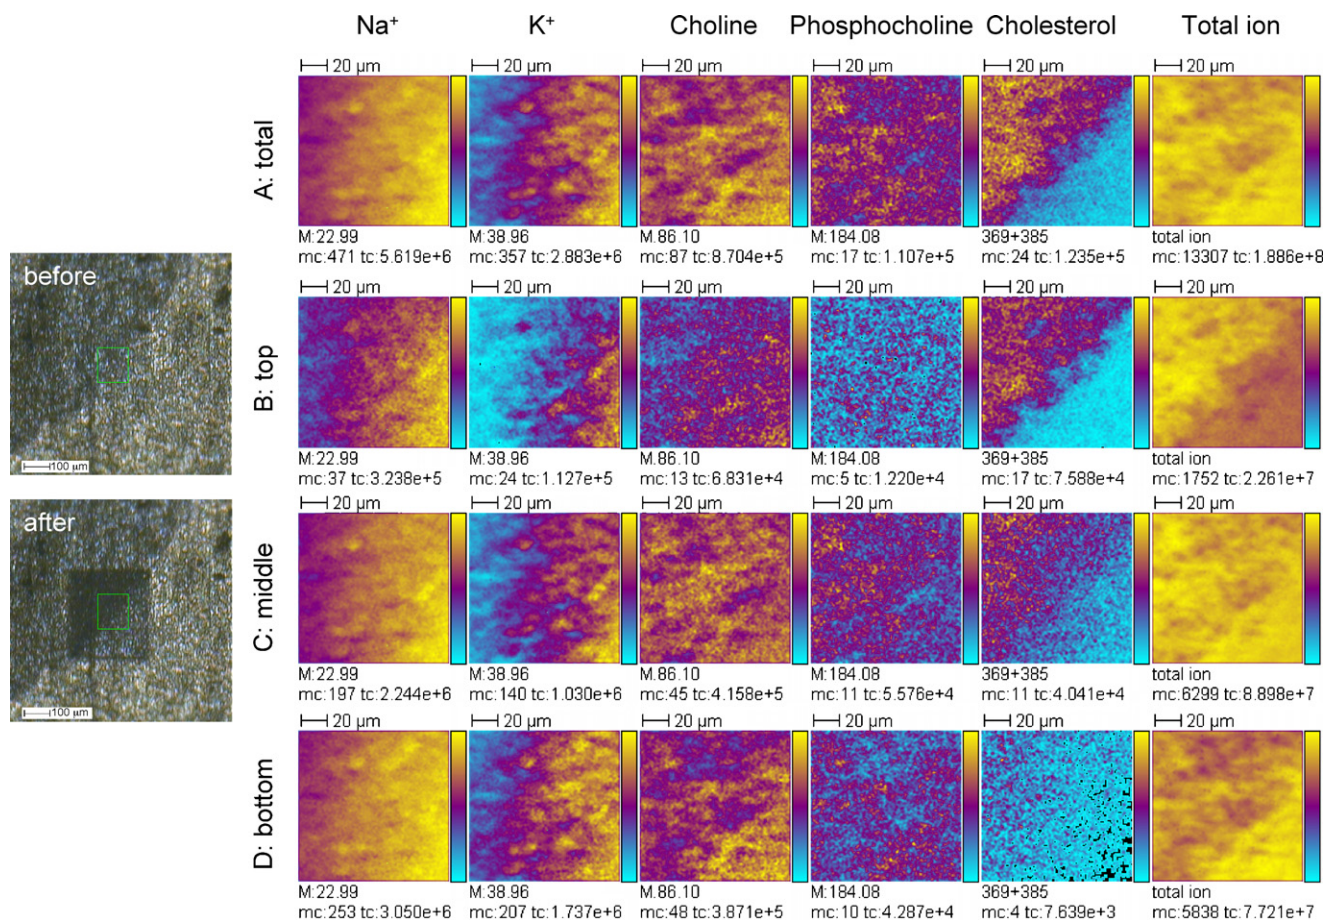 Na⁺ K⁺ Choline Phosphocholine Cholesterol Total ion
20 µm 20 µm 20 µm 20 µm 20 µm 20 µm
A: total
M:22.99 M:38.96 M:86.10 M:184.08 369+385 total ion
mc:471 tc:5.619e+6 mc:357 tc:2.883e+6 mc:87 tc:8.704e+5 mc:17 tc:1.107e+5 mc:24 tc:1.235e+5 mc:13307 tc:1.886e+8
before
100 µm
20 µm 20 µm 20 µm 20 µm 20 µm 20 µm
B: top
M:22.99 M:38.96 M:86.10 M:184.08 369+385 total ion
mc:37 tc:3.238e+5 mc:24 tc:1.127e+5 mc:13 tc:6.831e+4 mc:5 tc:1.220e+4 mc:17 tc:7.588e+4 mc:1752 tc:2.261e+7
after
100 µm
20 µm 20 µm 20 µm 20 µm 20 µm 20 µm
C: middle
M:22.99 M:38.96 M:86.10 M:184.08 369+385 total ion
mc:197 tc:2.244e+6 mc:140 tc:1.030e+6 mc:45 tc:4.158e+5 mc:11 tc:5.576e+4 mc:11 tc:4.041e+4 mc:6299 tc:8.898e+7
20 µm 20 µm 20 µm 20 µm 20 µm 20 µm
D: bottom
M:22.99 M:38.96 M:86.10 M:184.08 369+385 total ion
mc:253 tc:3.050e+6 mc:207 tc:1.737e+6 mc:48 tc:3.871e+5 mc:10 tc:4.287e+4 mc:4 tc:7.639e+3 mc:5838 tc:7.721e+7